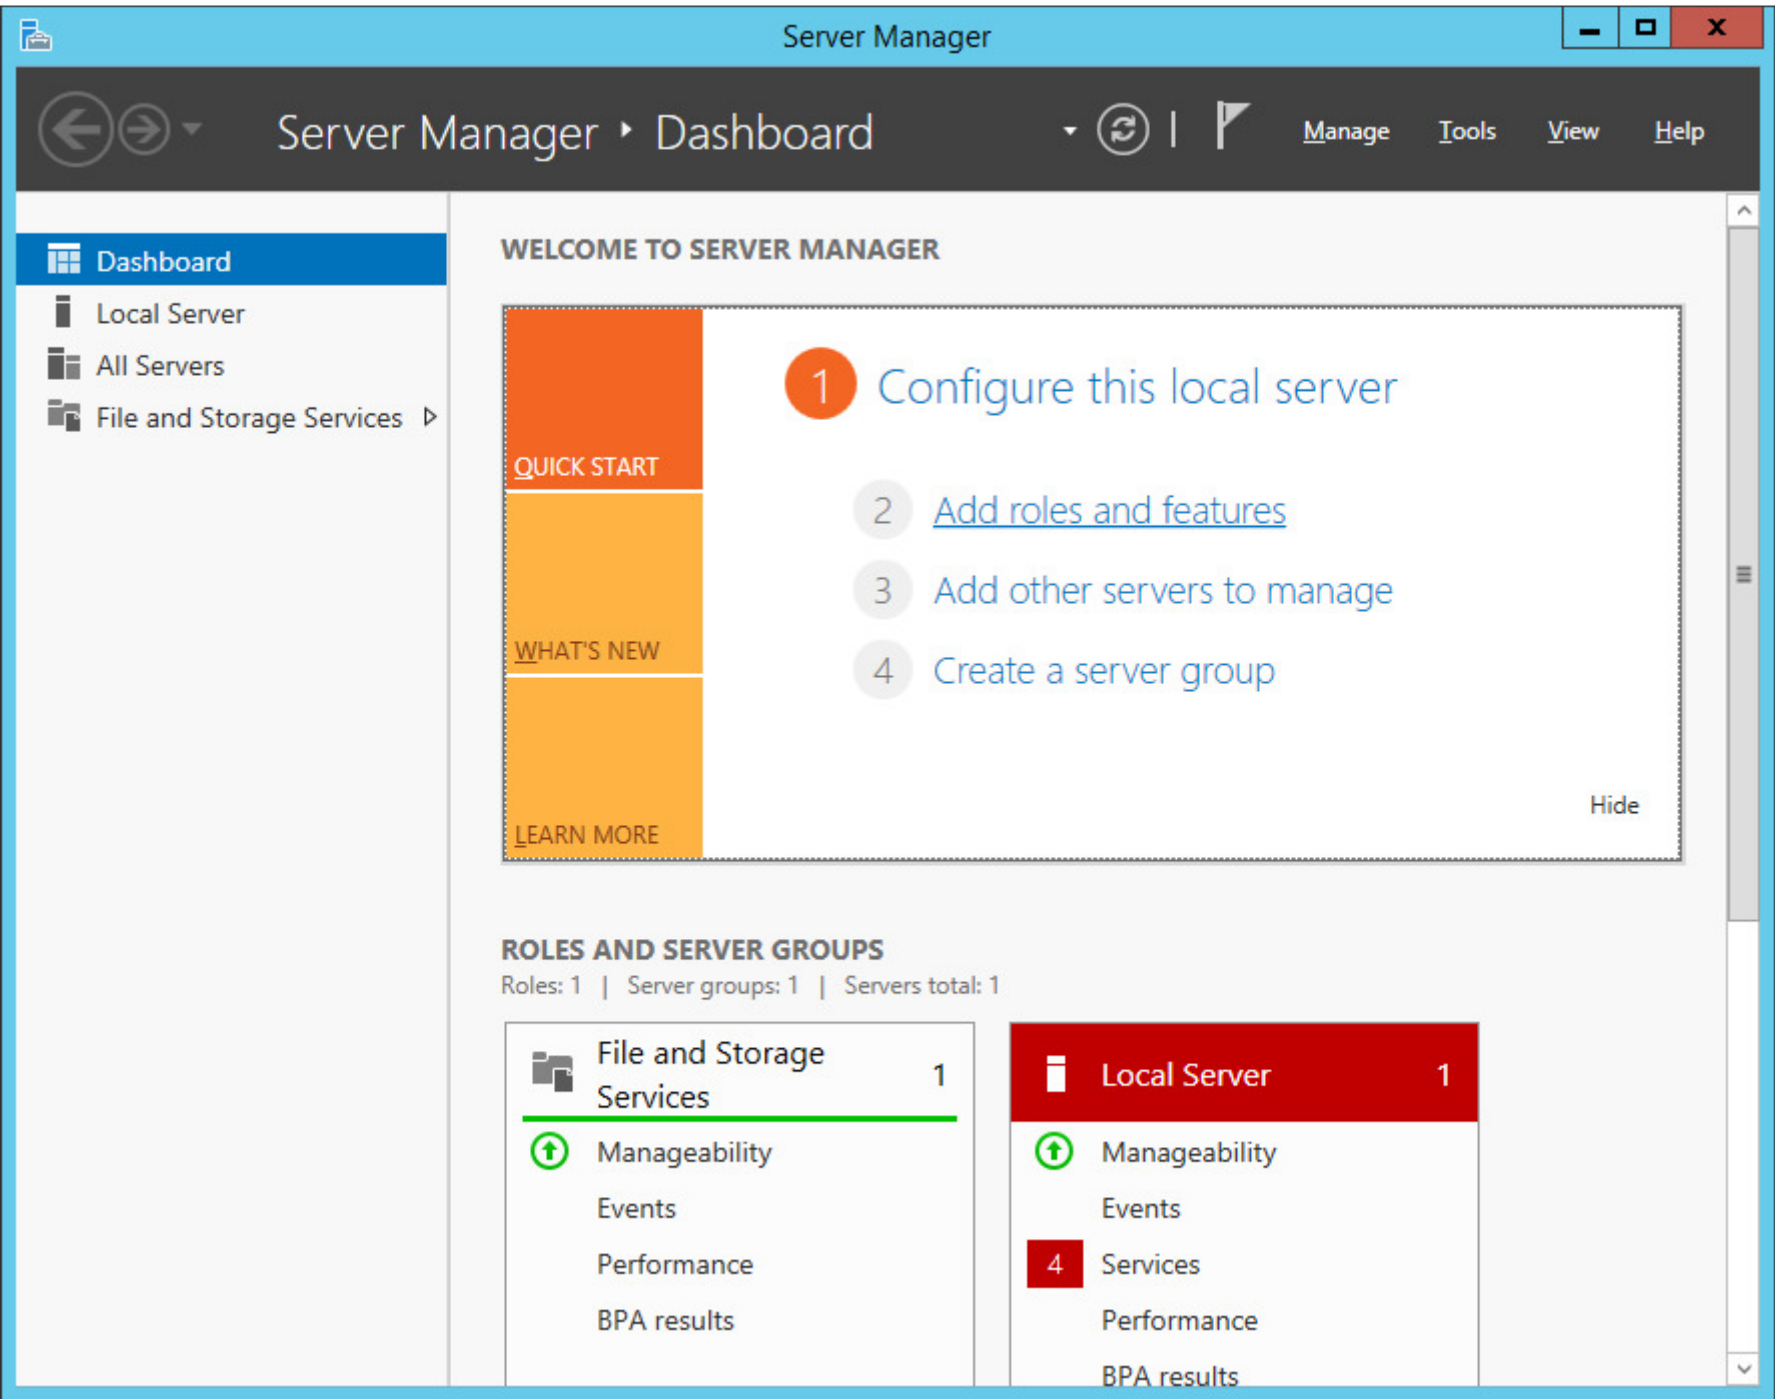 Server Manager
X
Server Manager Dashboard
Manage Tools View Help
Dashboard
Local Server
All Servers
File and Storage Services
WELCOME TO SERVER MANAGER
QUICK START
WHAT'S NEW
LEARN MORE
1 Configure this local server
2 Add roles and features
3 Add other servers to manage
4 Create a server group
Hide
ROLES AND SERVER GROUPS
Roles: 1 | Server groups: 1 | Servers total: 1
File and Storage
Services
1
Manageability
Events
Performance
BPA results
Local Server 1
Manageability
Events
4 Services
Performance
BPA results